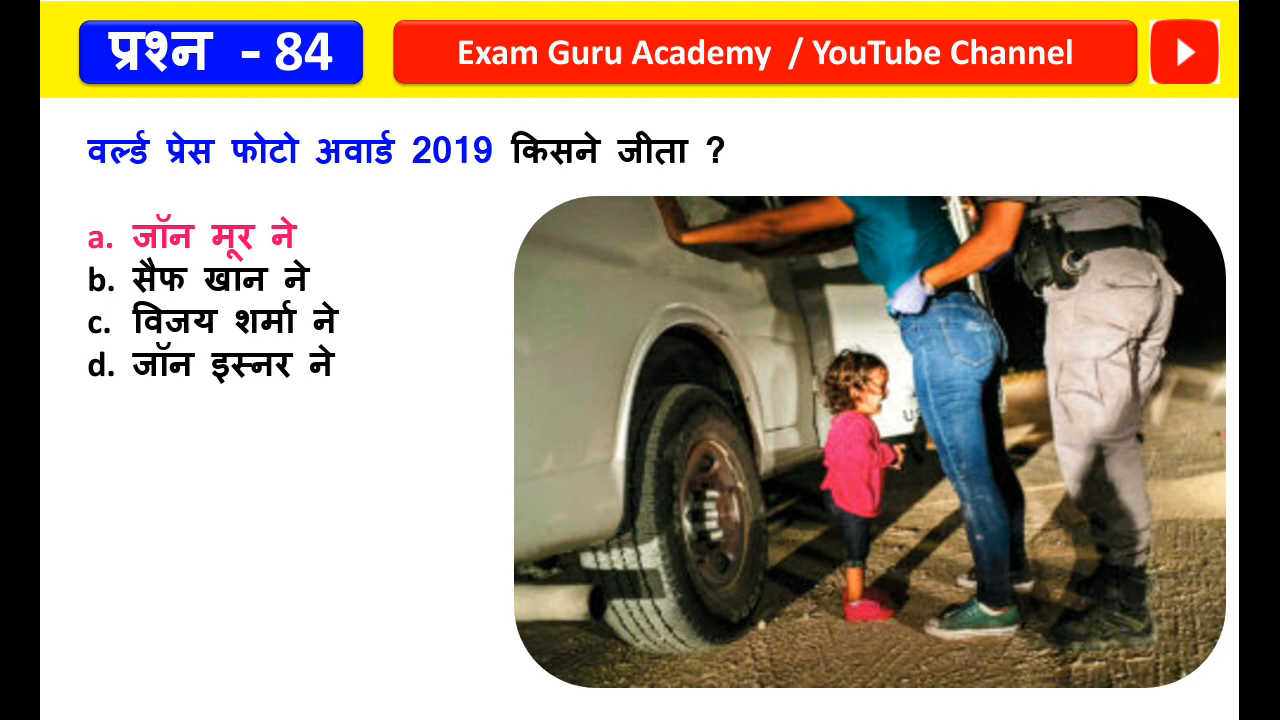 प्रश्न - 84
Exam Guru Academy / YouTube Channel
वर्ल्ड प्रेस फोटो अवार्ड 2019 किसने जीता ?
a. जॉन मूर ने
b. सैफ खान ने
c. विजय शर्मा ने
d. जॉन इस्नर ने